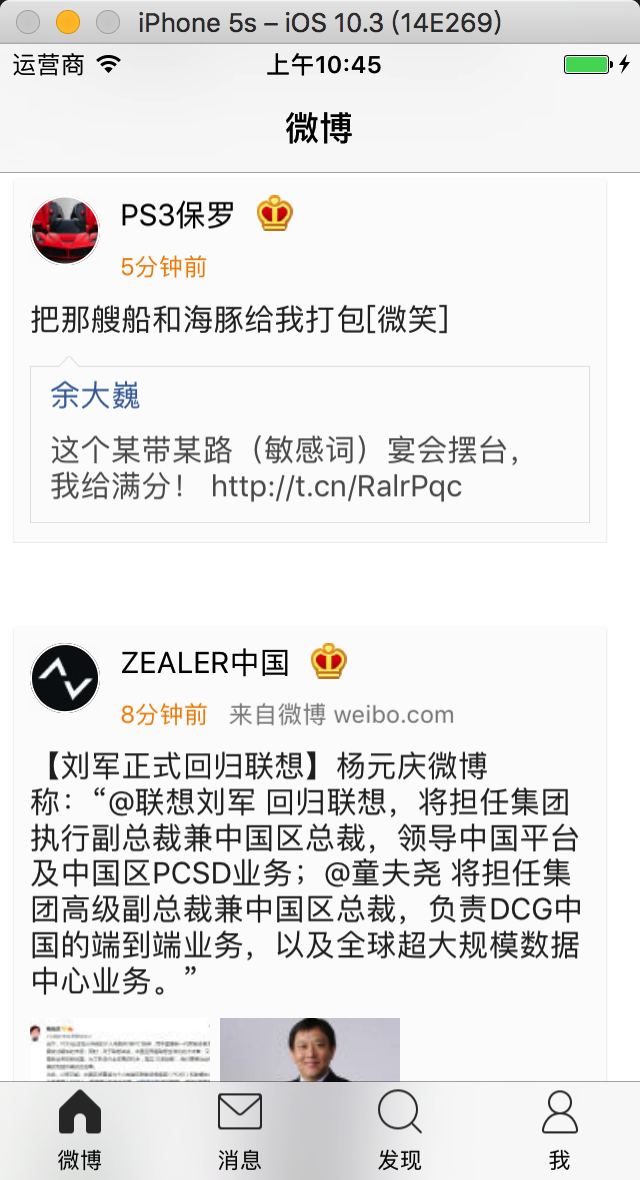 iPhone 5s – iOS 10.3 (14E269)
运营商
上午10:45
微博
PS3保罗
5分钟前
把那艘船和海豚给我打包[微笑]
余大巍
这个某带某路（敏感词）宴会摆台，
我给满分！ http://t.cn/RalrPqc
ZEALER中国
8分钟前 来自微博 weibo.com
【刘军正式回归联想】杨元庆微博
称：“@联想刘军 回归联想，将担任集团
执行副总裁兼中国区总裁，领导中国平台
及中国区PCSD业务；@童夫尧 将担任集
团高级副总裁兼中国区总裁，负责DCG中
国的端到端业务，以及全球超大规模数据
中心业务。”
微博
消息
发现
我